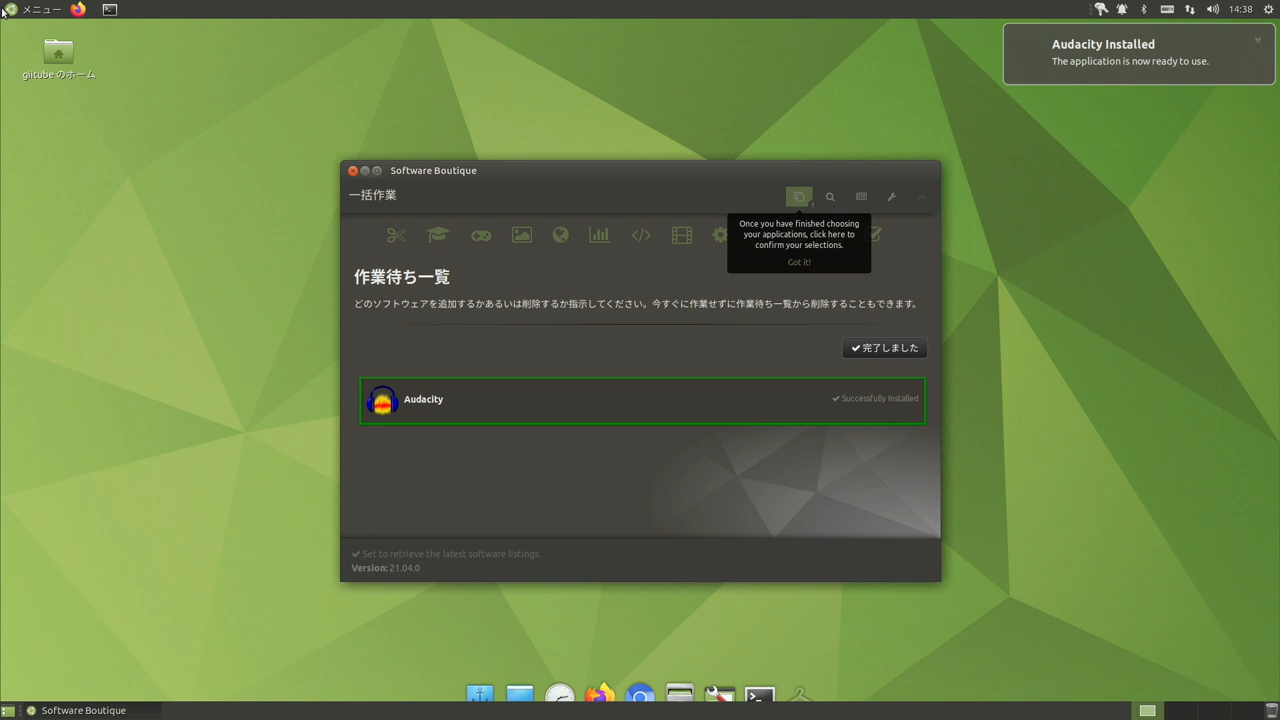 メニュー
14:38
glitube のホーム
Audacity Installed
The application is now ready to use.
Software Boutique
一括作業
1
Once you have finished choosing
your applications, click here to
confirm your selections.
Got it!
作業待ち一覧
どのソフトウェアを追加するかあるいは削除するか指示してください。今すぐに作業せずに作業待ち一覧から削除することもできます。
完了しました
Audacity
Successfully Installed
Set to retrieve the latest software listings.
Version: 21.04.0
Software Boutique